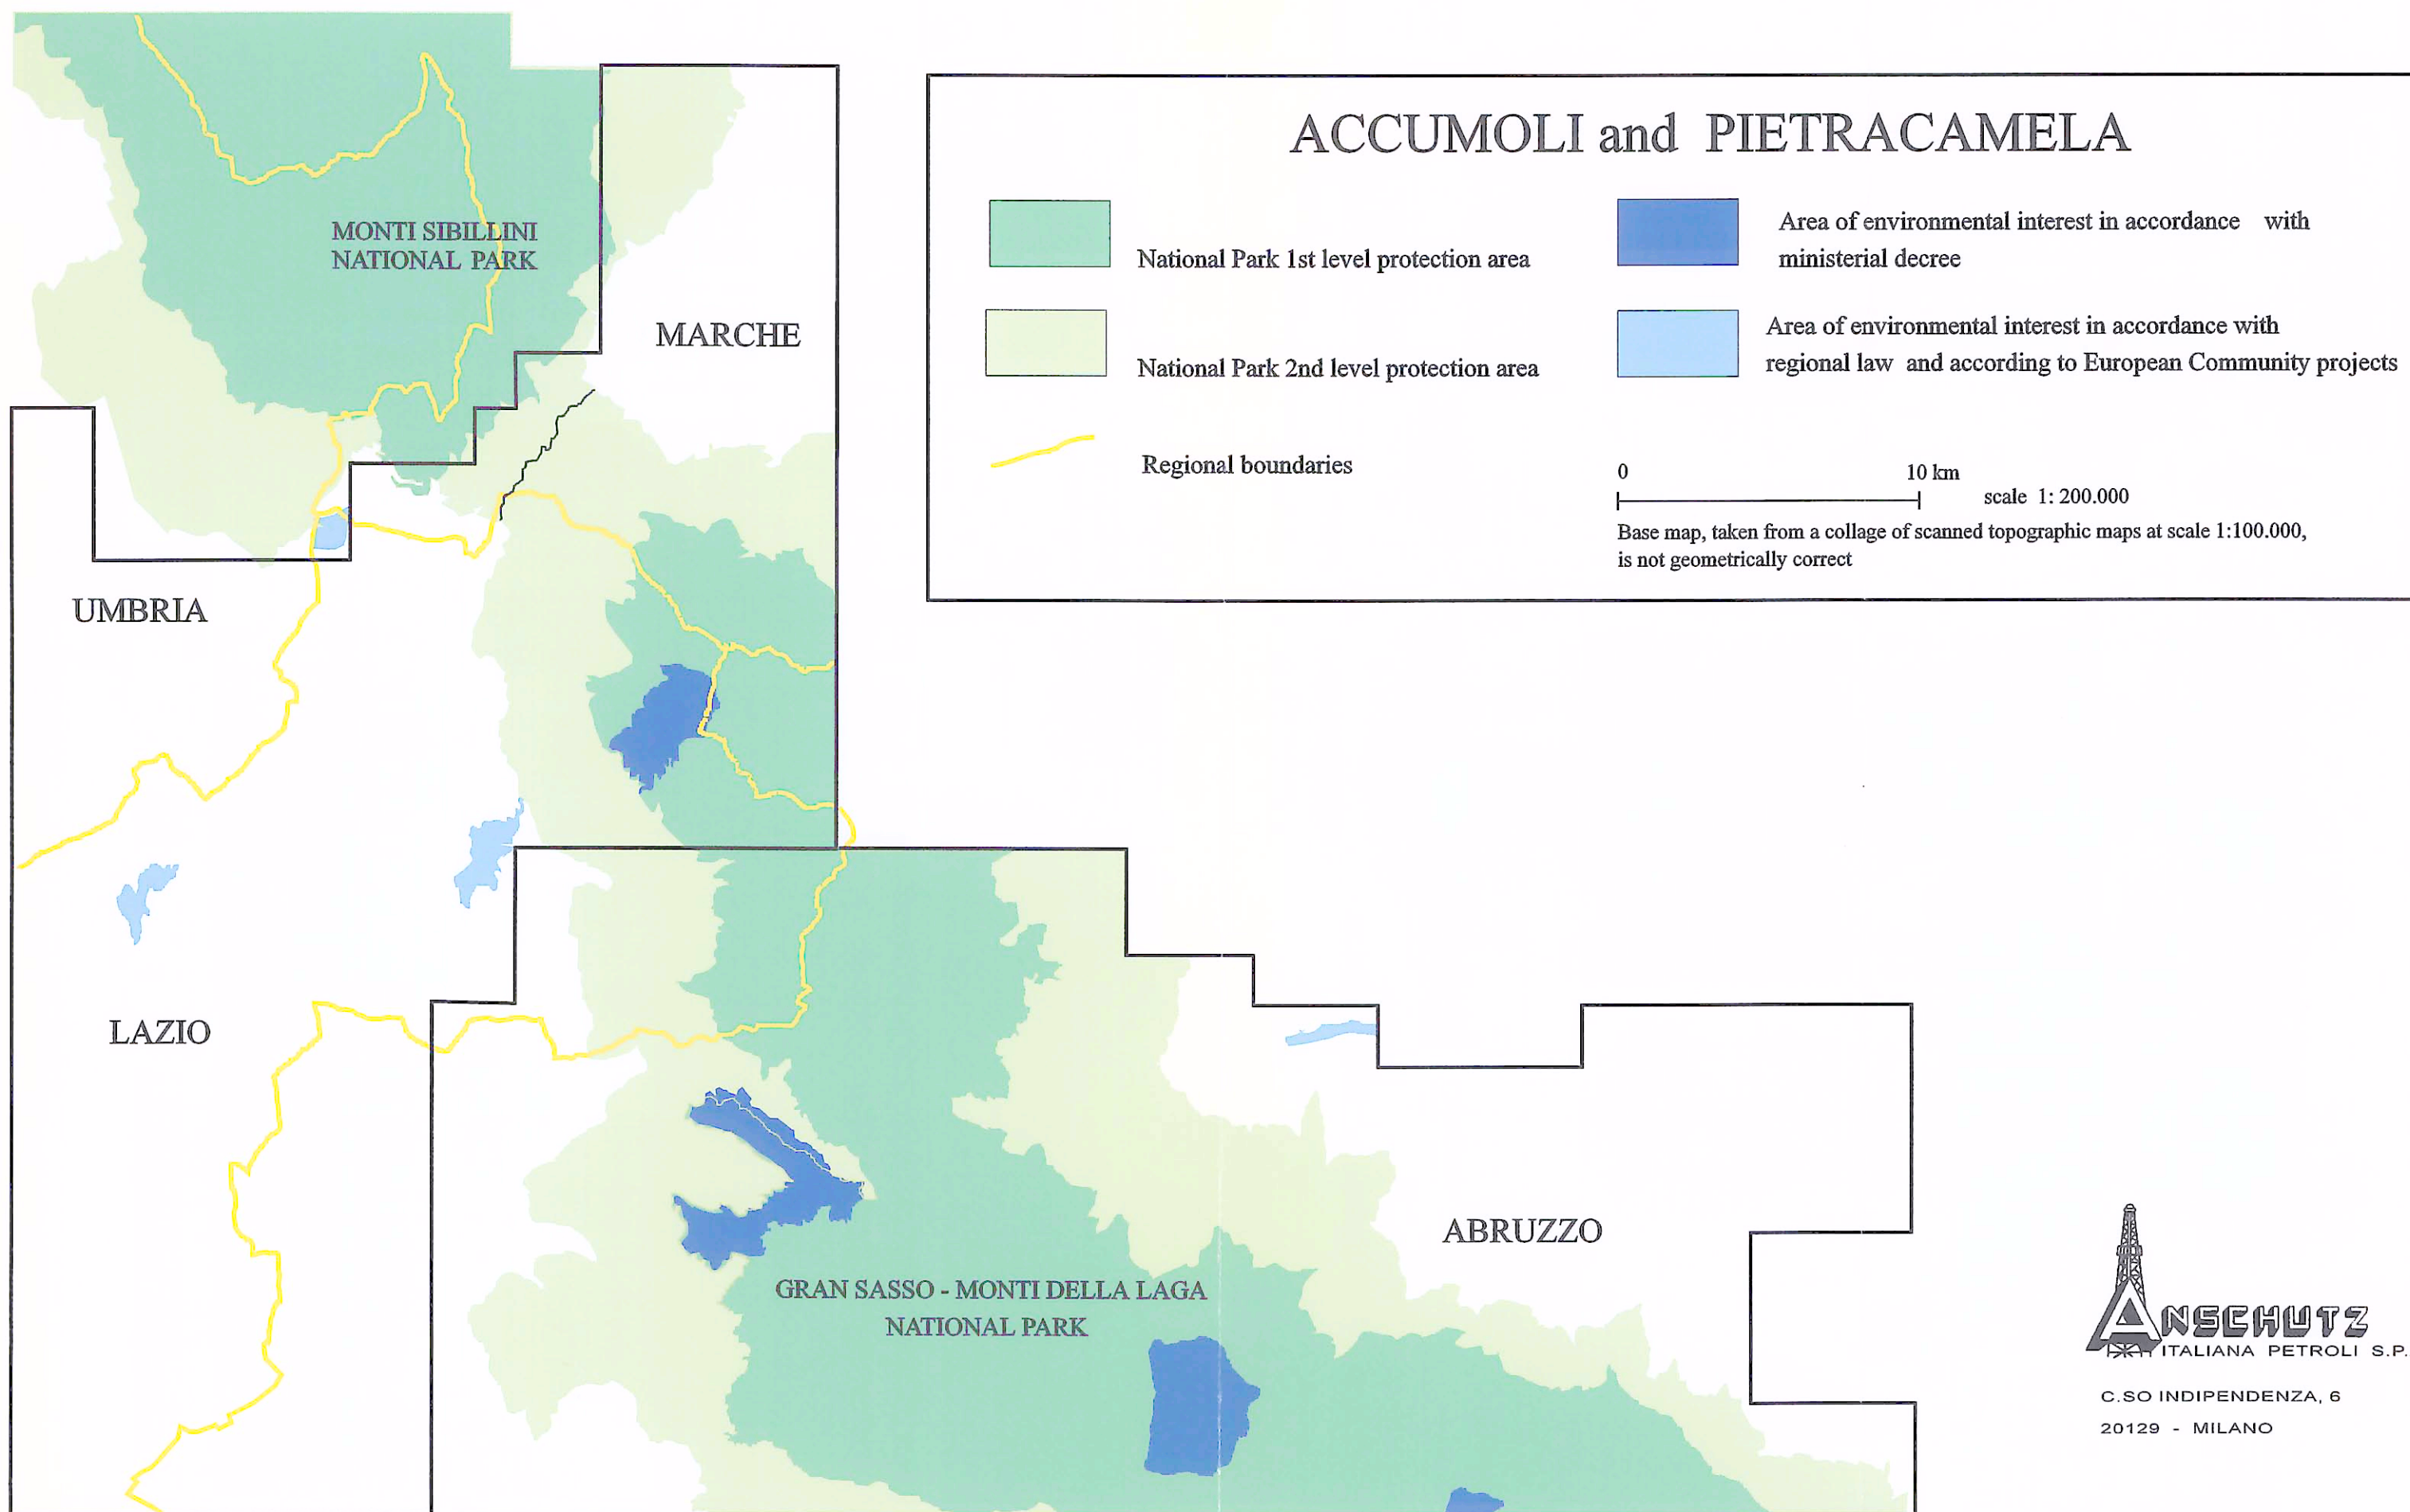 ACCUMOLI and PIETRACAMELA
National Park 1st level protection area
National Park 2nd level protection area
Regional boundaries
Area of environmental interest in accordance with
ministerial decree
Area of environmental interest in accordance with
regional law and according to European Community projects
0 10 km
scale 1: 200.000
Base map, taken from a collage of scanned topographic maps at scale 1:100.000,
is not geometrically correct
MONTI SIBILLINI
NATIONAL PARK
MARCHE
UMBRIA
LAZIO
ABRUZZO
GRAN SASSO - MONTI DELLA LAGA
NATIONAL PARK
ANSCHUTZ
ITALIANA PETROLI S.P.
C.SO INDIPENDENZA, 6
20129 - MILANO